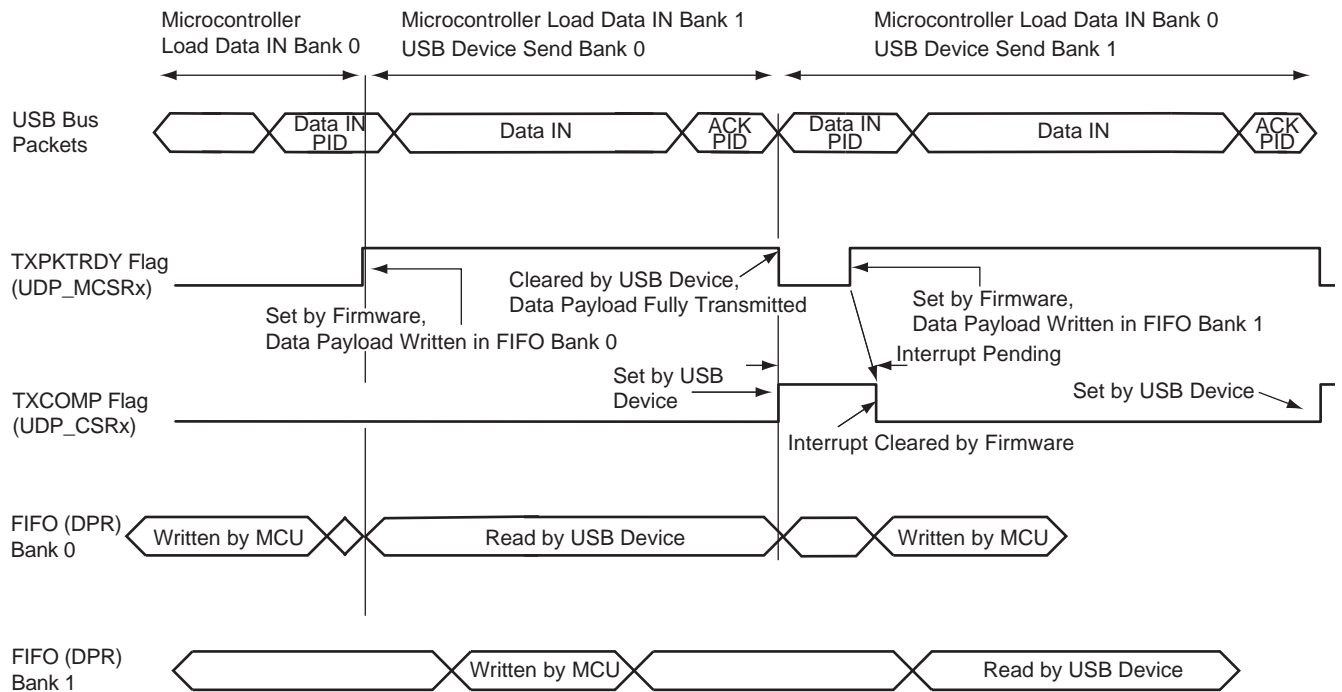 Microcontroller
Load Data IN Bank 0
Microcontroller Load Data IN Bank 1
USB Device Send Bank 0
Microcontroller Load Data IN Bank 0
USB Device Send Bank 1
USB Bus
Packets
Data IN
PID
Data IN
ACK
PID
Data IN
PID
Data IN
ACK
PID
TXPKTRDY Flag
(UDP_MCSRx)
Set by Firmware,
Data Payload Written in FIFO Bank 0
Cleared by USB Device,
Data Payload Fully Transmitted
Set by Firmware,
Data Payload Written in FIFO Bank 1
Interrupt Pending
TXCOMP Flag
(UDP_CSRx)
Set by USB
Device
Set by USB Device
Interrupt Cleared by Firmware
FIFO (DPR)
Bank 0
Written by MCU
Read by USB Device
Written by MCU
FIFO (DPR)
Bank 1
Written by MCU
Read by USB Device